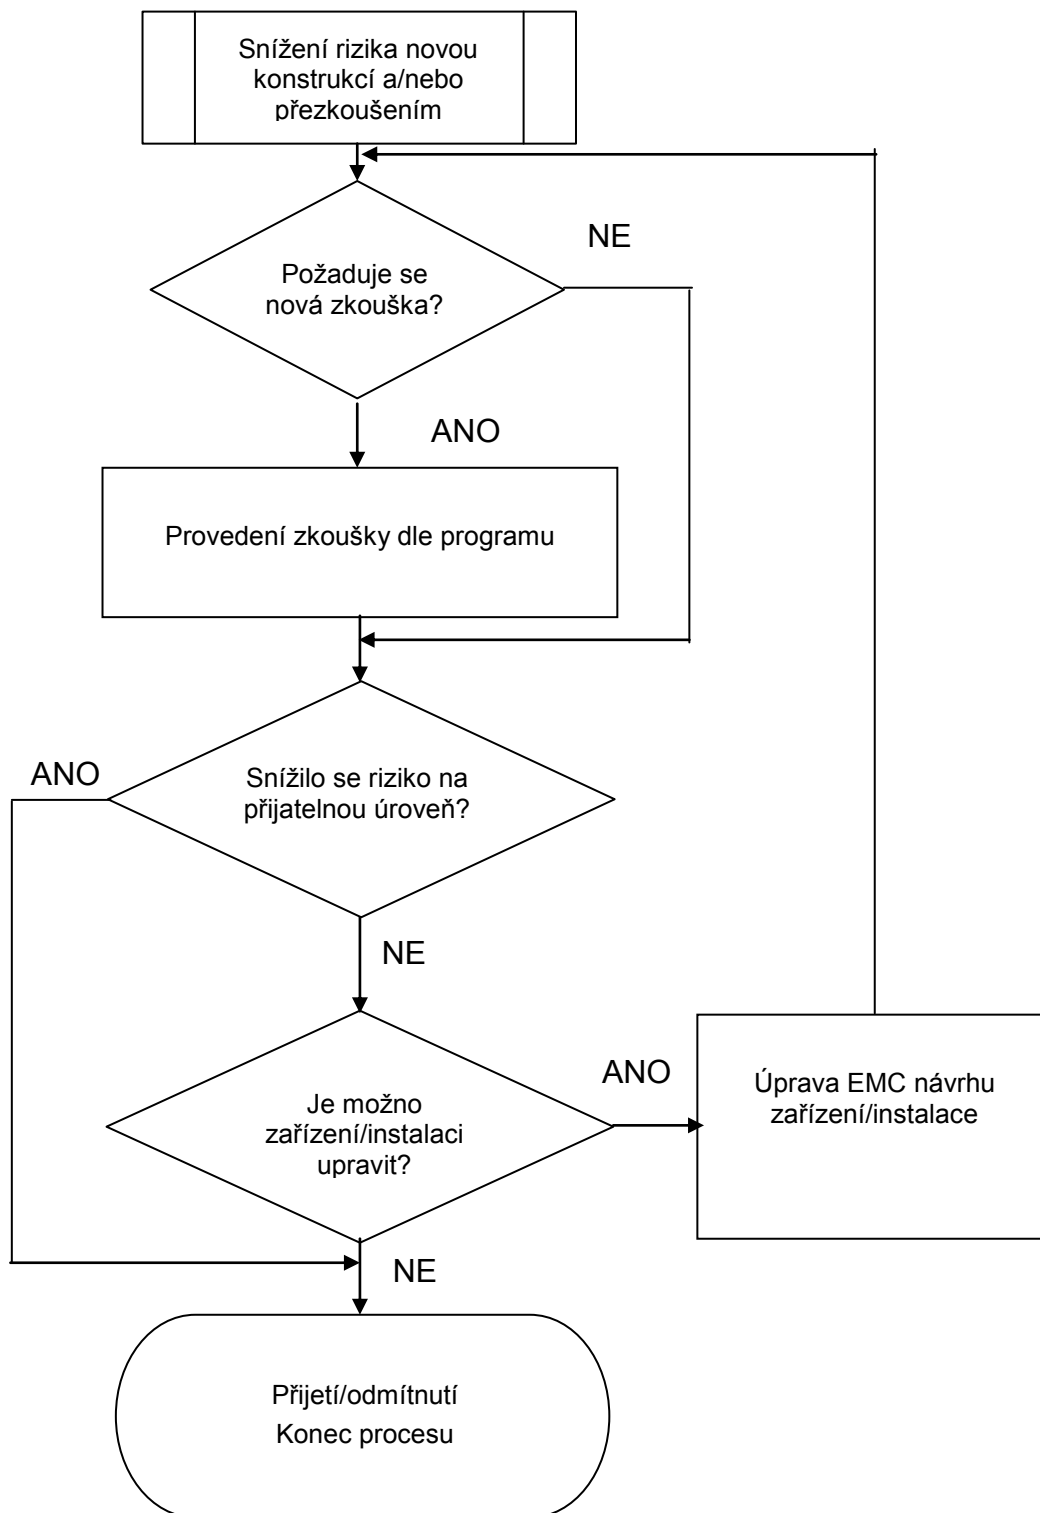 Snížení rizika novou
konstrukcí a/nebo
přezkoušením
NE
Požaduje se
nová zkouška?
ANO
Provedení zkoušky dle programu
ANO
Snížilo se riziko na
přijatelnou úroveň?
NE
ANO
Je možno
zařízení/instalaci
upravit?
Úprava EMC návrhu
zařízení/instalace
NE
Přijetí/odmítnutí
Konec procesu